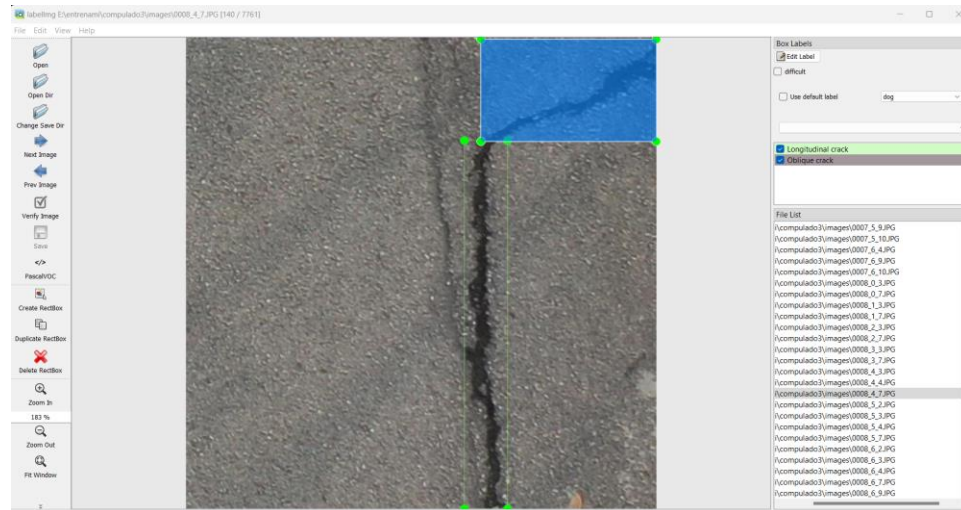 labelImg E:\entrenami\compulado3\images\0008_4_7.JPG [140 / 7761]
File Edit View Help
Open
Open Dir
Change Save Dir
Next Image
Prev Image
Verify Image
Save
</>
PascalVOC
Create RectBox
Duplicate RectBox
Delete RectBox
Zoom In
183 %
Zoom Out
Fit Window
Box Labels
Edit Label
difficult
Use default label
dog
Longitudinal crack
Oblique crack
File List
i\compulado3\images\0007_5_9.JPG
i\compulado3\images\0007_5_10.JPG
i\compulado3\images\0007_6_4.JPG
i\compulado3\images\0007_6_9.JPG
i\compulado3\images\0007_6_10.JPG
i\compulado3\images\0008_0_3.JPG
i\compulado3\images\0008_0_7.JPG
i\compulado3\images\0008_1_3.JPG
i\compulado3\images\0008_1_7.JPG
i\compulado3\images\0008_2_3.JPG
i\compulado3\images\0008_2_7.JPG
i\compulado3\images\0008_3_3.JPG
i\compulado3\images\0008_3_7.JPG
i\compulado3\images\0008_4_3.JPG
i\compulado3\images\0008_4_4.JPG
i\compulado3\images\0008_4_7.JPG
i\compulado3\images\0008_5_2.JPG
i\compulado3\images\0008_5_3.JPG
i\compulado3\images\0008_5_4.JPG
i\compulado3\images\0008_5_7.JPG
i\compulado3\images\0008_6_2.JPG
i\compulado3\images\0008_6_3.JPG
i\compulado3\images\0008_6_4.JPG
i\compulado3\images\0008_6_7.JPG
i\compulado3\images\0008_6_9.JPG